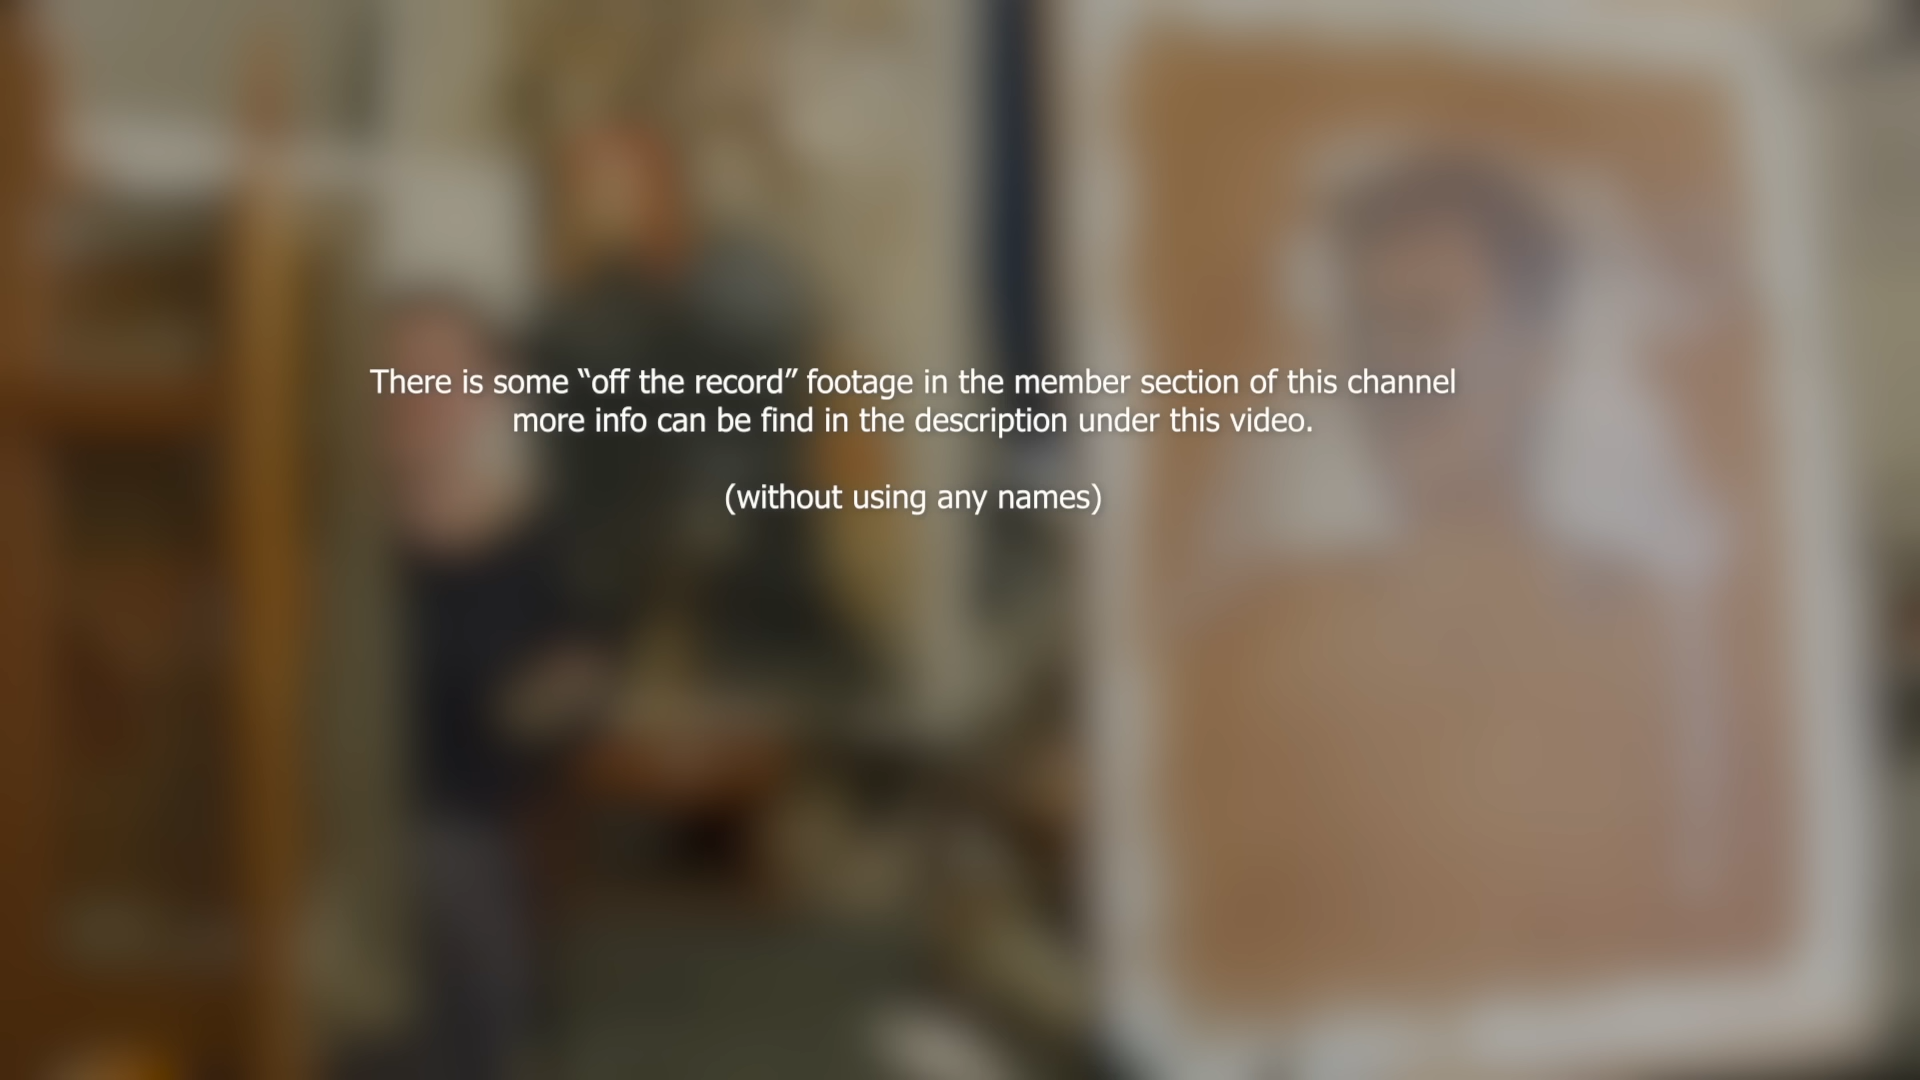 There is some “off the record” footage in the member section of this channel
more info can be find in the description under this video.
(without using any names)